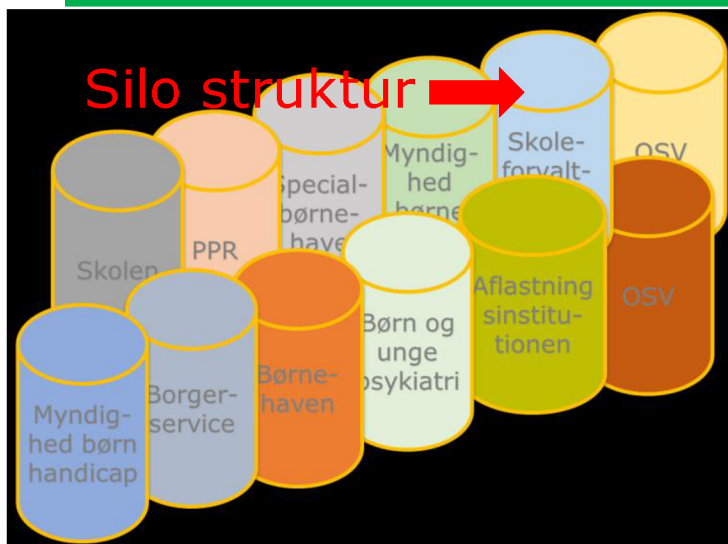 Silo struktur
Skolen
PPR
Special-
børne-
have
Myndig-
hed
børne
Skole-
forvalt-
OSV
Myndig-
hed børn
handicap
Borger-
service
Børne-
haven
Børn og
unge
psykiatri
Aflastning
sinstitu-
tionen
OSV